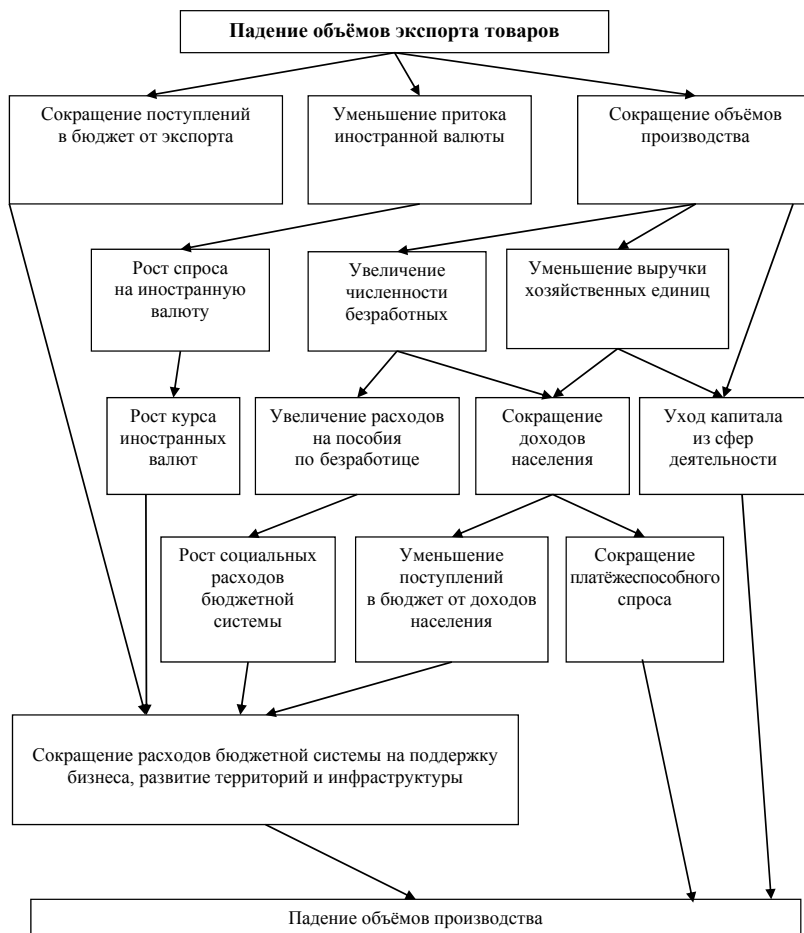 Падение объёмов экспорта товаров
Сокращение поступлений
в бюджет от экспорта
Уменьшение притока
иностранной валюты
Сокращение объёмов
производства
Рост спроса
на иностранную
валюту
Увеличение
численности
безработных
Уменьшение выручки
хозяйственных единиц
Рост курса
иностранных
валют
Увеличение расходов
на пособия
по безработице
Сокращение
доходов
населения
Уход капитала
из сфер
деятельности
Рост социальных
расходов
бюджетной
системы
Уменьшение
поступлений
в бюджет от доходов
населения
Сокращение
платёжеспособного
спроса
Сокращение расходов бюджетной системы на поддержку
бизнеса, развитие территорий и инфраструктуры
Падение объёмов производства